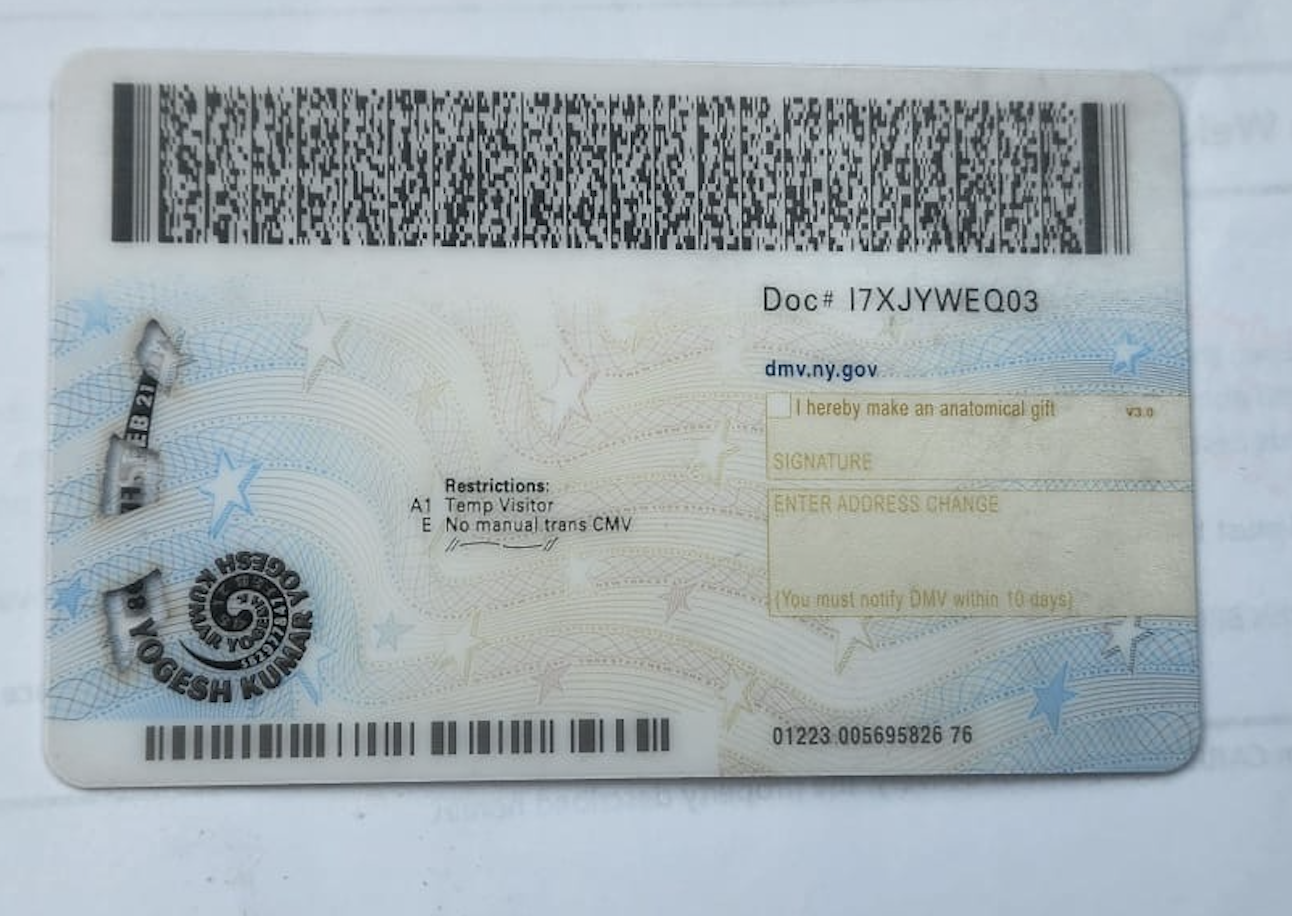 Doc# I7XJYWEQ03
dmv.ny.gov
I hereby make an anatomical gift
V3.0
SIGNATURE
ENTER ADDRESS CHANGE
(You must notify DMV within 10 days)
Restrictions:
A1 Temp Visitor
E No manual trans CMV
EB 21
YOGESH KUMAR YOGESH KUMAR YOGESH
01223 005695826 76